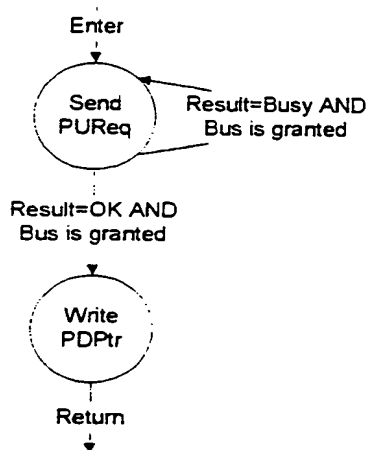 Enter
Send
PUReq
Result=Busy AND
Bus is granted
Result=OK AND
Bus is granted
Write
PDPtr
Return